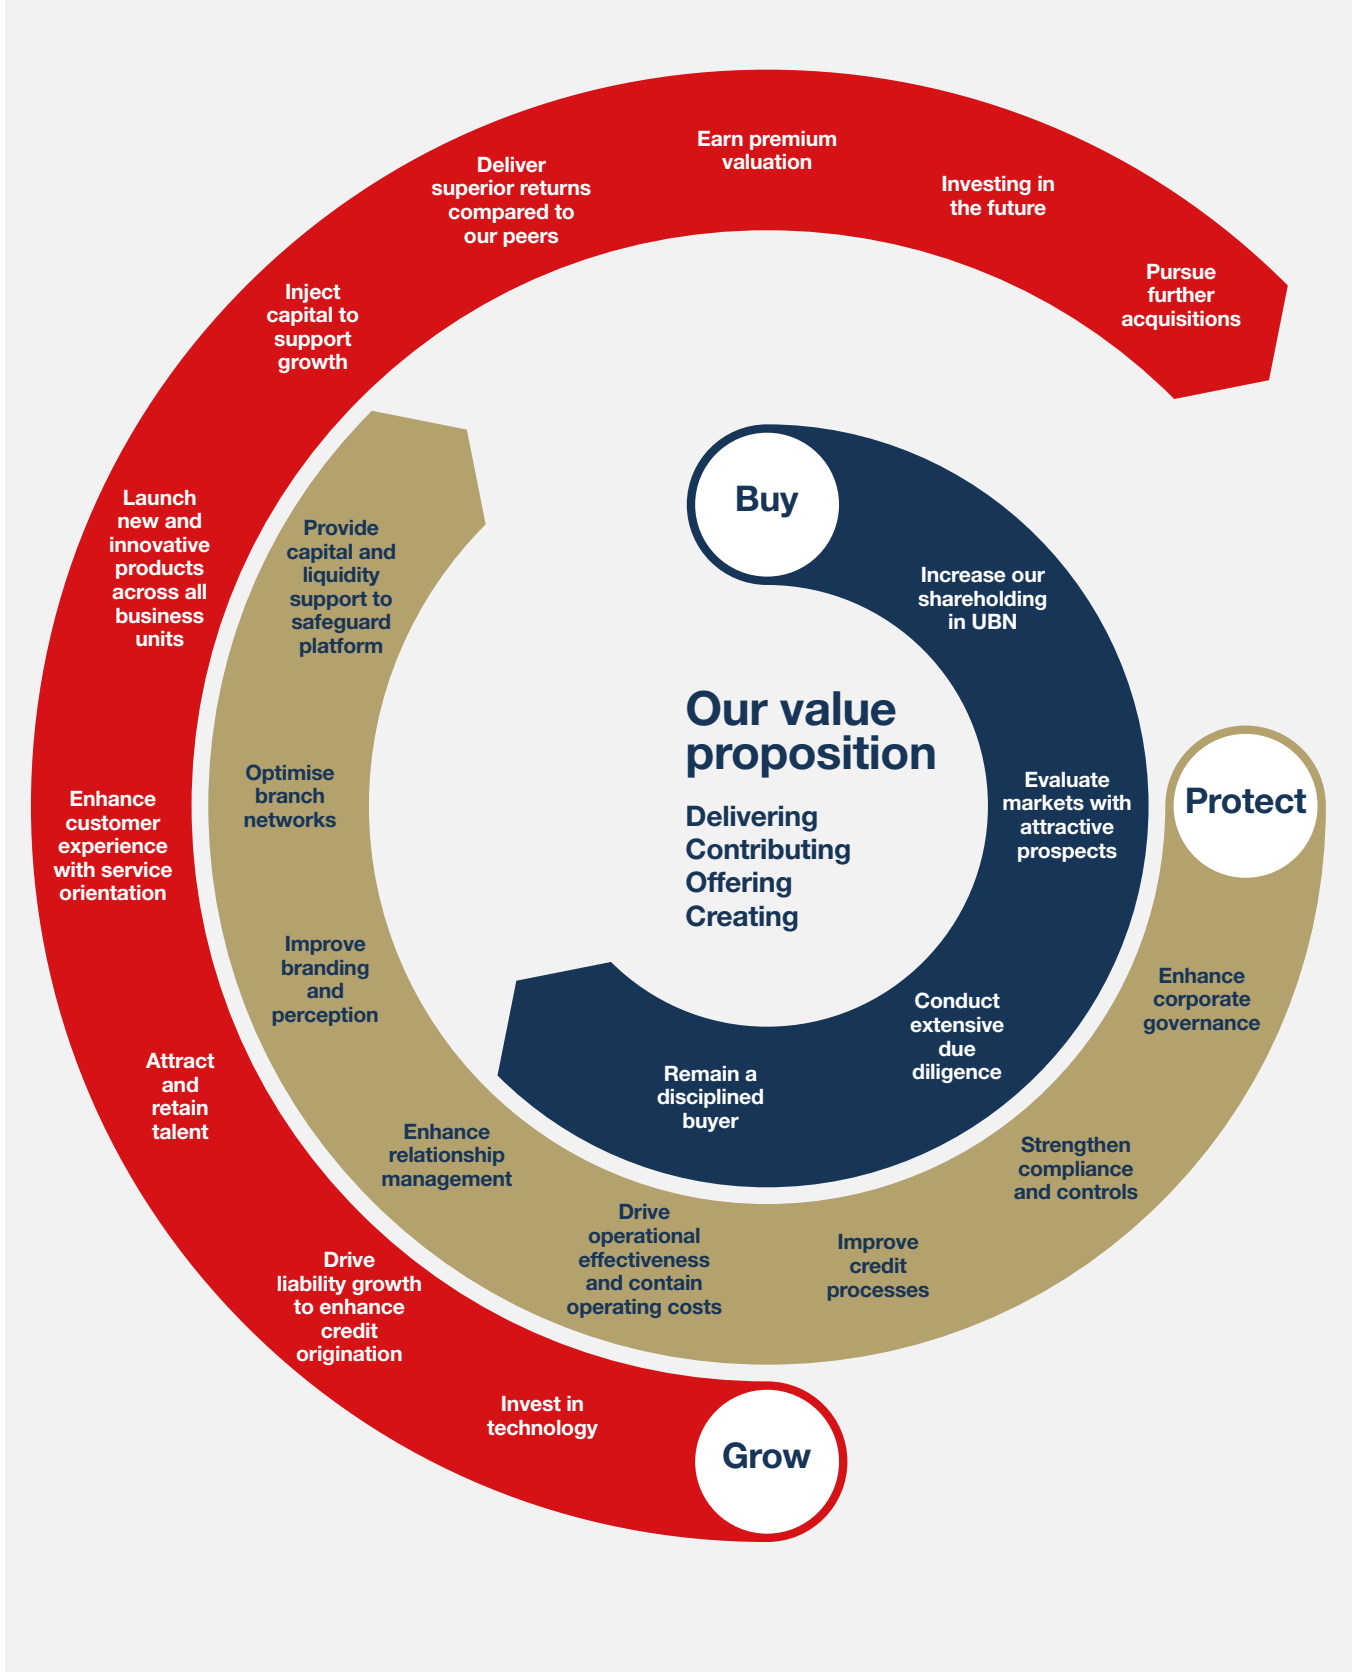 Our value
proposition
Delivering
Contributing
Offering
Creating
Buy
Increase our
shareholding
in UBN
Evaluate
markets with
attractive
prospects
Conduct
extensive
due
diligence
Remain a
disciplined
buyer
Protect
Enhance
corporate
governance
Strengthen
compliance
and controls
Improve
credit
processes
Drive
operational
effectiveness
and contain
operating costs
Enhance
relationship
management
Improve
branding
and
perception
Optimise
branch
networks
Provide
capital and
liquidity
support to
safeguard
platform
Grow
Invest in
technology
Drive
liability growth
to enhance
credit
origination
Attract
and
retain
talent
Enhance
customer
experience
with service
orientation
Launch
new and
innovative
products
across all
business
units
Inject
capital to
support
growth
Deliver
superior returns
compared to
our peers
Earn premium
valuation
Investing in
the future
Pursue
further
acquisitions